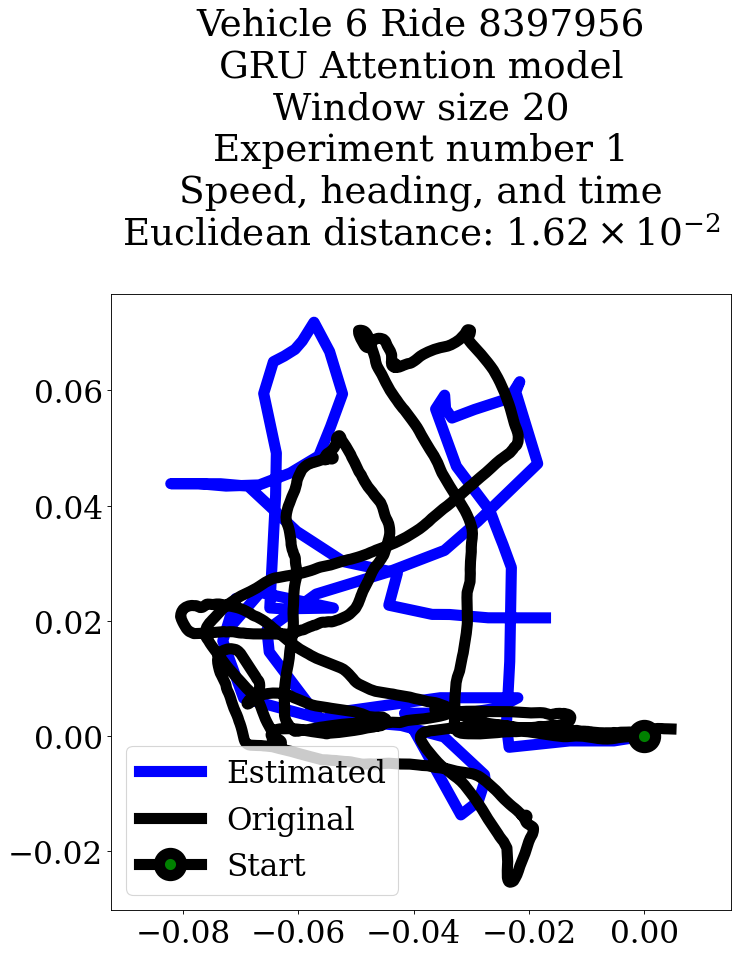 Vehicle 6 Ride 8397956
GRU Attention model
Window size 20
Experiment number 1
Speed, heading, and time
Euclidean distance: 1.62 × 10⁻²
0.06
0.04
0.02
0.00
−0.02
Estimated
Original
Start
−0.08 −0.06 −0.04 −0.02 0.00